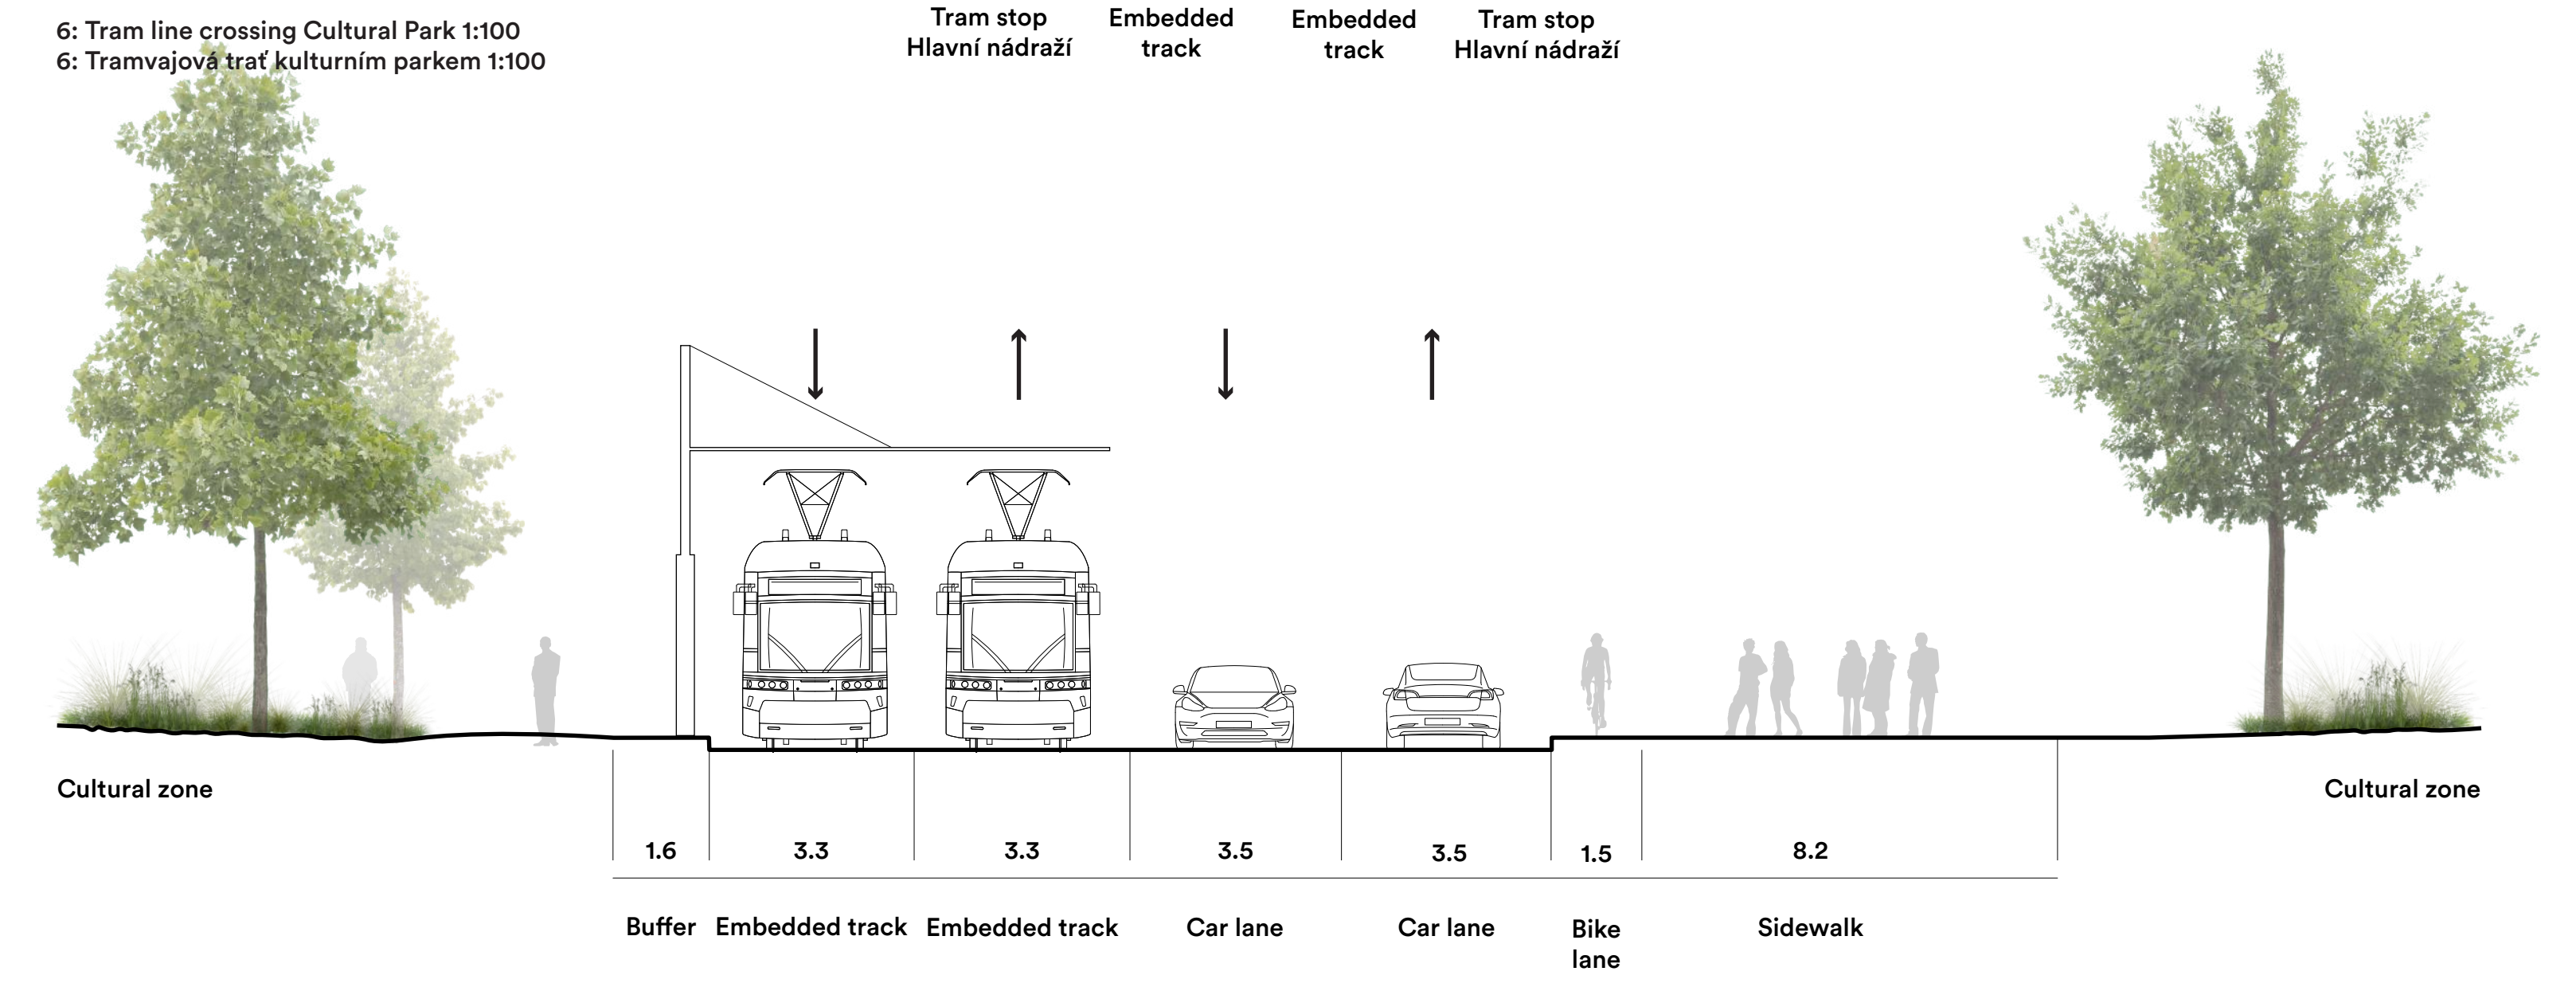 6: Tram line crossing Cultural Park 1:100
6: Tramvajová trať kulturním parkem 1:100
Tram stop
Hlavní nádraží
Embedded
track
Embedded
track
Tram stop
Hlavní nádraží
Cultural zone
Cultural zone
1.6
3.3
3.3
3.5
3.5
1.5
8.2
Buffer
Embedded track
Embedded track
Car lane
Car lane
Bike
lane
Sidewalk